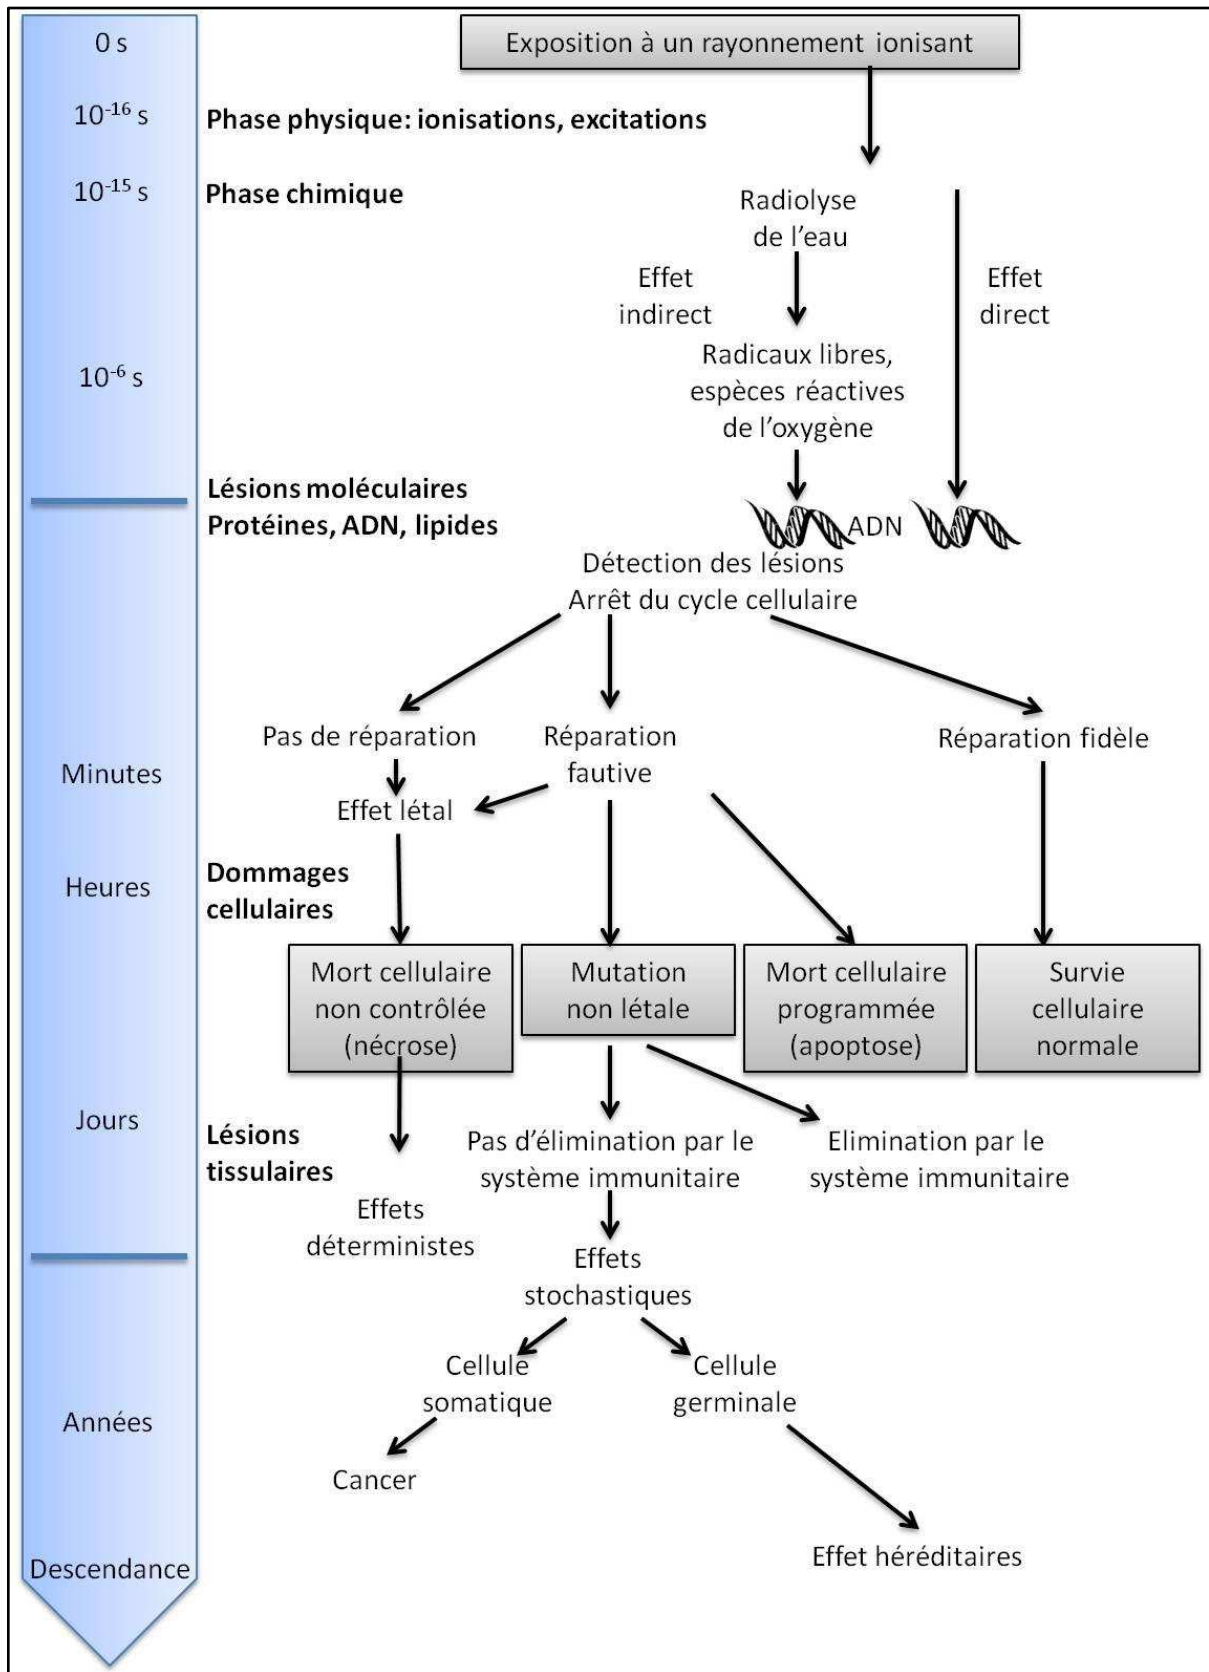 0 s
Exposition à un rayonnement ionisant
10⁻¹⁶ s
Phase physique: ionisations, excitations
10⁻¹⁵ s
Phase chimique
Radiolyse
de l’eau
Effet
indirect
Effet
direct
10⁻⁶ s
Radicaux libres,
espèces réactives
de l’oxygène
Lésions moléculaires
Protéines, ADN, lipides
ADN
Détection des lésions
Arrêt du cycle cellulaire
Pas de réparation
Réparation
fautive
Réparation fidèle
Minutes
Effet létal
Heures
Dommages
cellulaires
Mort cellulaire
non contrôlée
(nécrose)
Mutation
non létale
Mort cellulaire
programmée
(apoptose)
Survie
cellulaire
normale
Jours
Lésions
tissulaires
Pas d’élimination par le
système immunitaire
Elimination par le
système immunitaire
Effets
déterministes
Effets
stochastiques
Cellule
somatique
Cellule
germinale
Années
Cancer
Effet héréditaires
Descendance